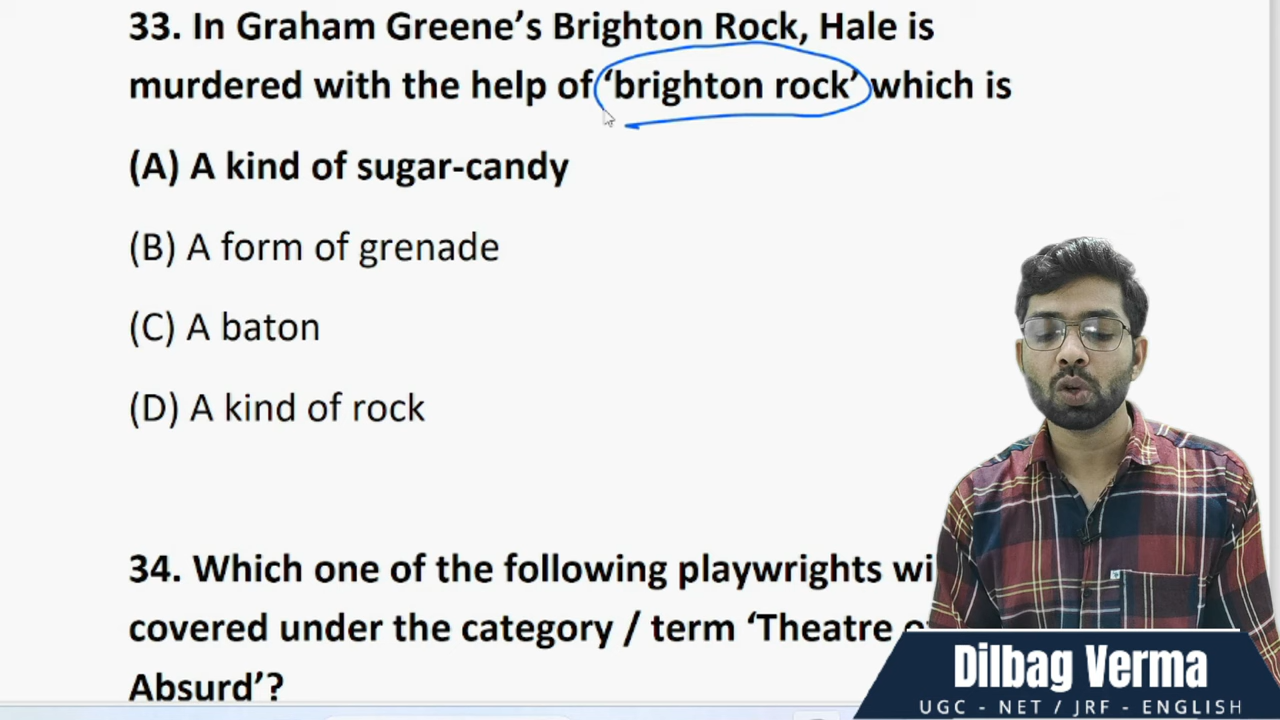 33. In Graham Greene's Brighton Rock, Hale is
murdered with the help of 'brighton rock' which is
(A) A kind of sugar-candy
(B) A form of grenade
(C) A baton
(D) A kind of rock
34. Which one of the following playwrights
covered under the category / term 'Theatre
Absurd'?
Dilbag Verma
UGC - NET / JRF - ENGLISH